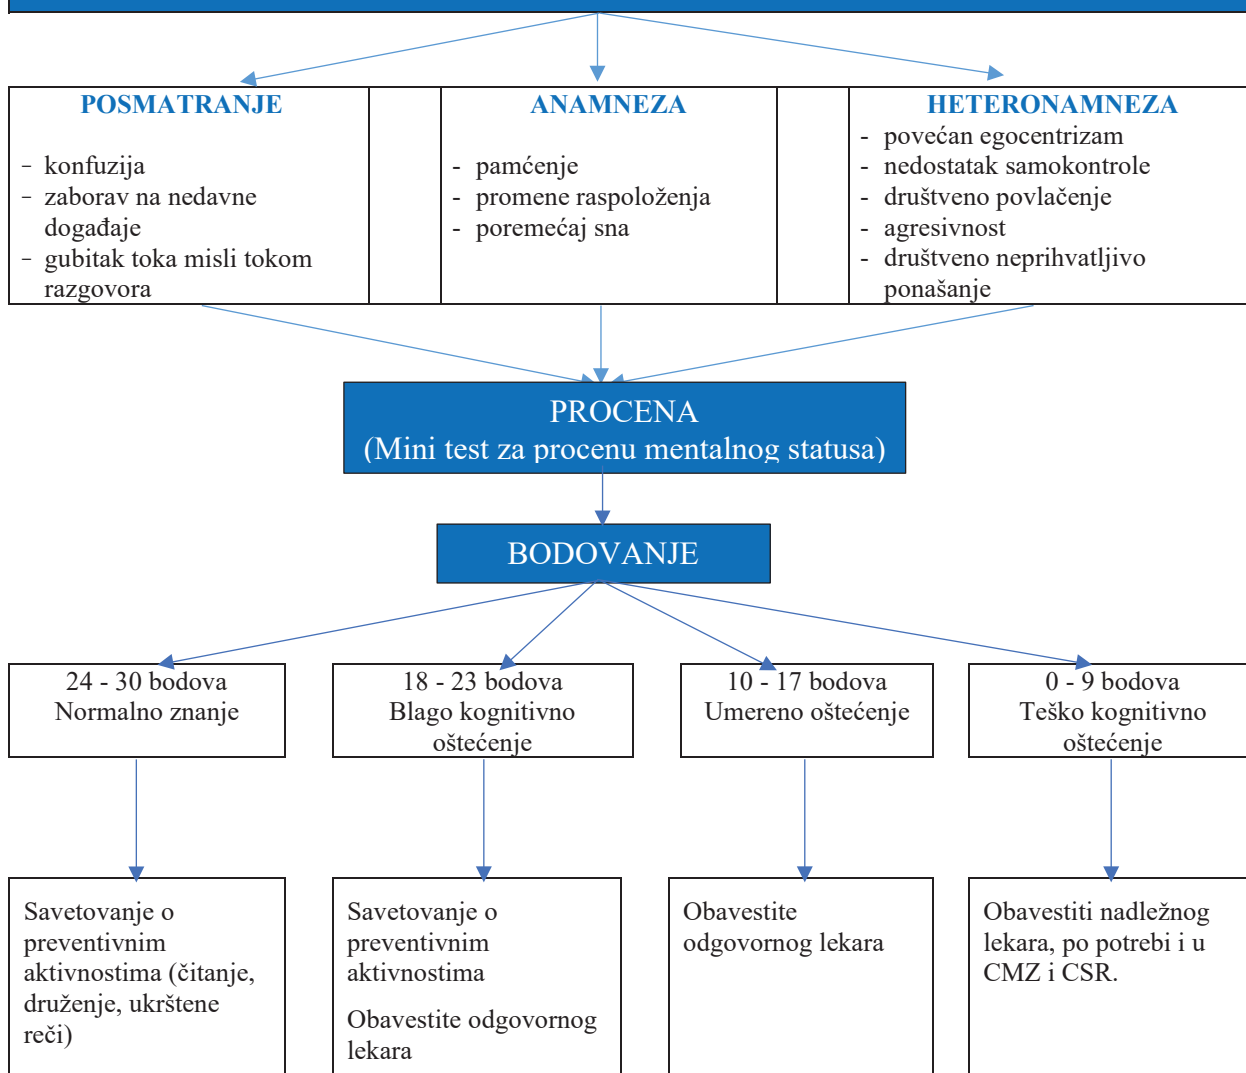 POSMATRANJE
- konfuzija
- zaborav na nedavne
događaje
- gubitak toka misli tokom
razgovora
ANAMNEZA
- pamćenje
- promene raspoloženja
- poremećaj sna
HETERONAMNEZA
- povećan egocentrizam
- nedostatak samokontrole
- društveno povlačenje
- agresivnost
- društveno neprihvatljivo
ponašanje
PROCENA
(Mini test za procenu mentalnog statusa)
BODOVANJE
24 - 30 bodova
Normalno znanje
18 - 23 bodova
Blago kognitivno
oštećenje
10 - 17 bodova
Umereno oštećenje
0 - 9 bodova
Teško kognitivno
oštećenje
Savetovanje o
preventivnim
aktivnostima (čitanje,
druženje, ukrštene
reči)
Savetovanje o
preventivnim
aktivnostima
Obavestite odgovornog
lekara
Obavestite
odgovornog lekara
Obavestiti nadležnog
lekara, po potrebi i u
CMZ i CSR.